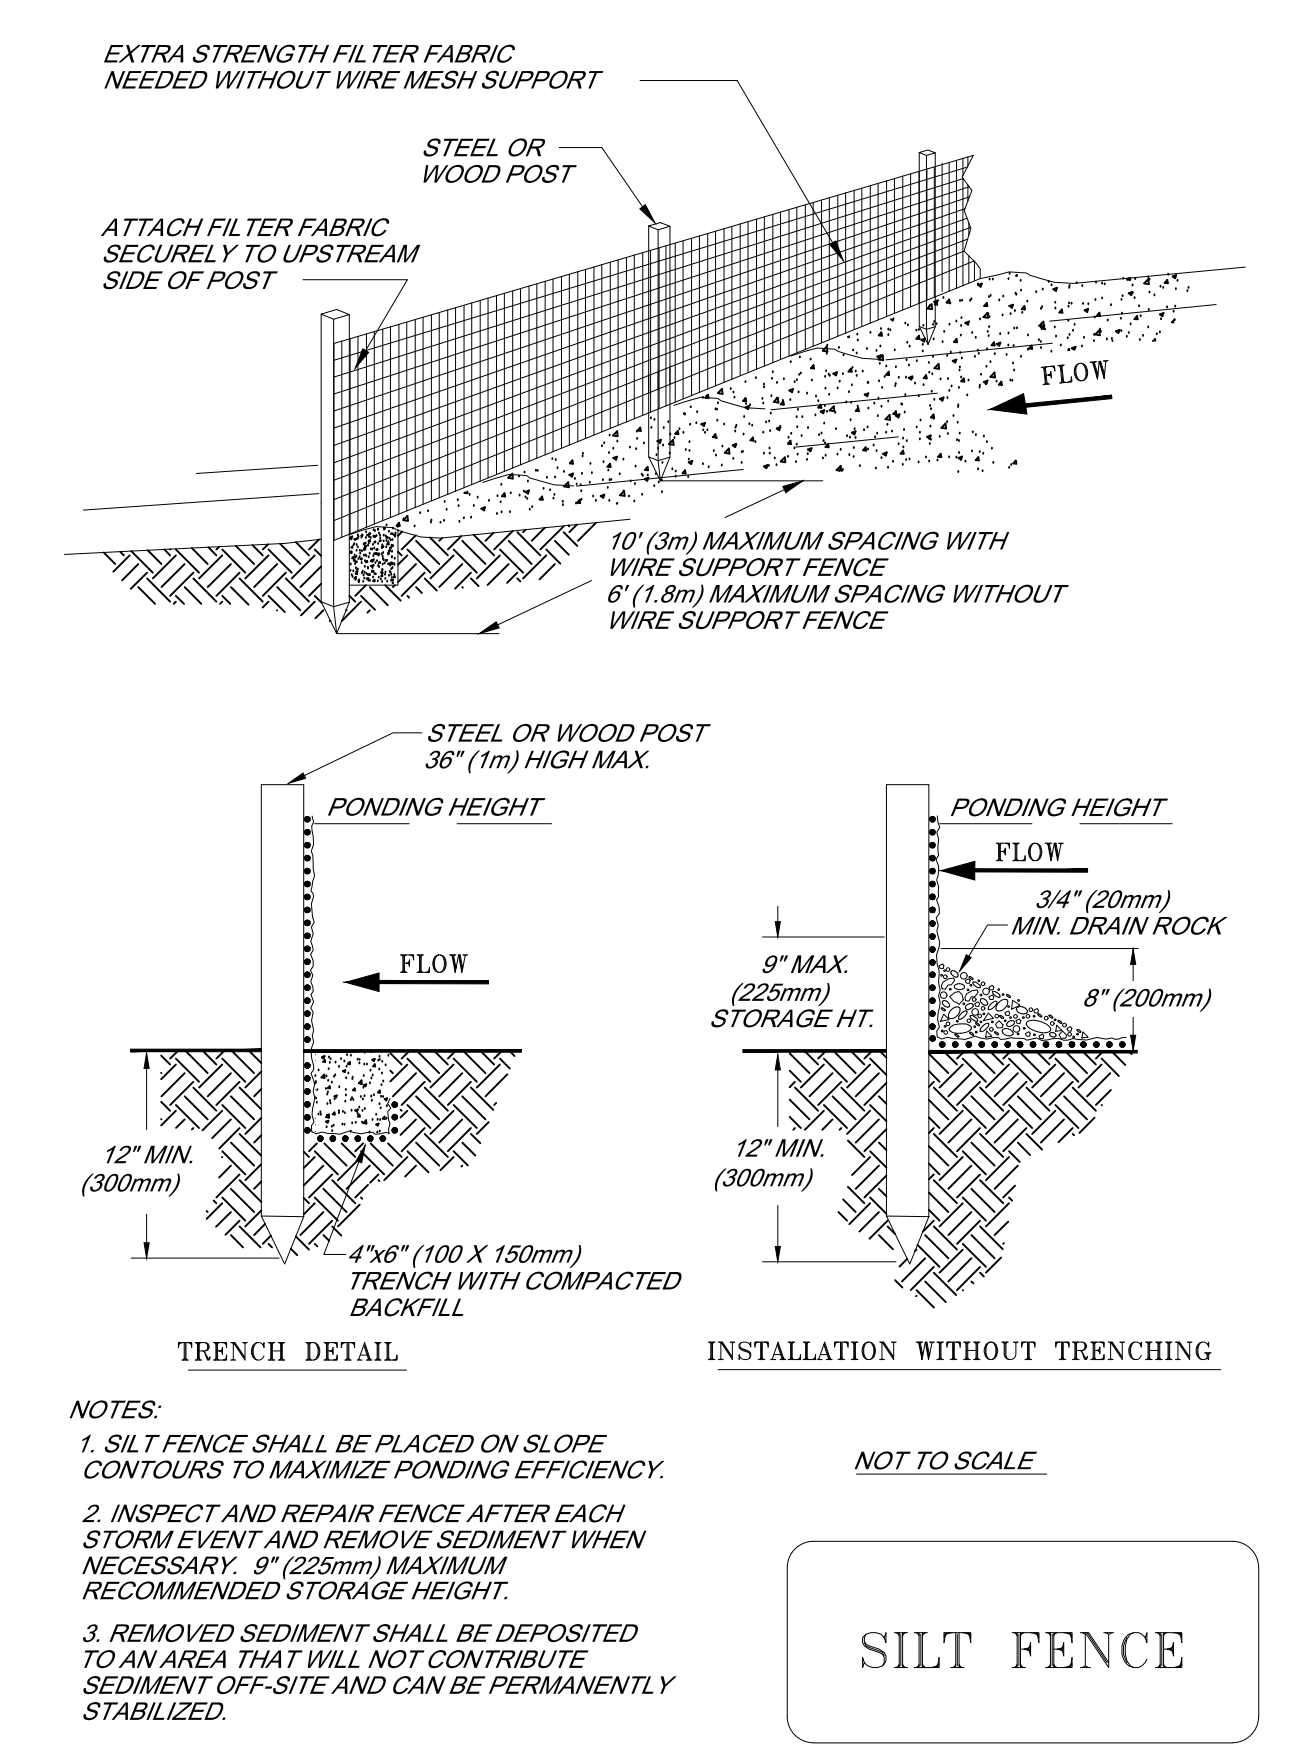 EXTRA STRENGTH FILTER FABRIC
NEEDED WITHOUT WIRE MESH SUPPORT
STEEL OR
WOOD POST
ATTACH FILTER FABRIC
SECURELY TO UPSTREAM
SIDE OF POST
FLOW
10' (3m) MAXIMUM SPACING WITH
WIRE SUPPORT FENCE
6' (1.8m) MAXIMUM SPACING WITHOUT
WIRE SUPPORT FENCE
STEEL OR WOOD POST
36" (1m) HIGH MAX.
PONDING HEIGHT
FLOW
12" MIN.
(300mm)
4"x6" (100 X 150mm)
TRENCH WITH COMPACTED
BACKFILL
TRENCH DETAIL
PONDING HEIGHT
FLOW
3/4" (20mm)
MIN. DRAIN ROCK
9" MAX.
(225mm)
STORAGE HT.
8" (200mm)
12" MIN.
(300mm)
INSTALLATION WITHOUT TRENCHING
NOTES:
1. SILT FENCE SHALL BE PLACED ON SLOPE
CONTOURS TO MAXIMIZE PONDING EFFICIENCY.
2. INSPECT AND REPAIR FENCE AFTER EACH
STORM EVENT AND REMOVE SEDIMENT WHEN
NECESSARY. 9" (225mm) MAXIMUM
RECOMMENDED STORAGE HEIGHT.
3. REMOVED SEDIMENT SHALL BE DEPOSITED
TO AN AREA THAT WILL NOT CONTRIBUTE
SEDIMENT OFF-SITE AND CAN BE PERMANENTLY
STABILIZED.
NOT TO SCALE
SILT FENCE